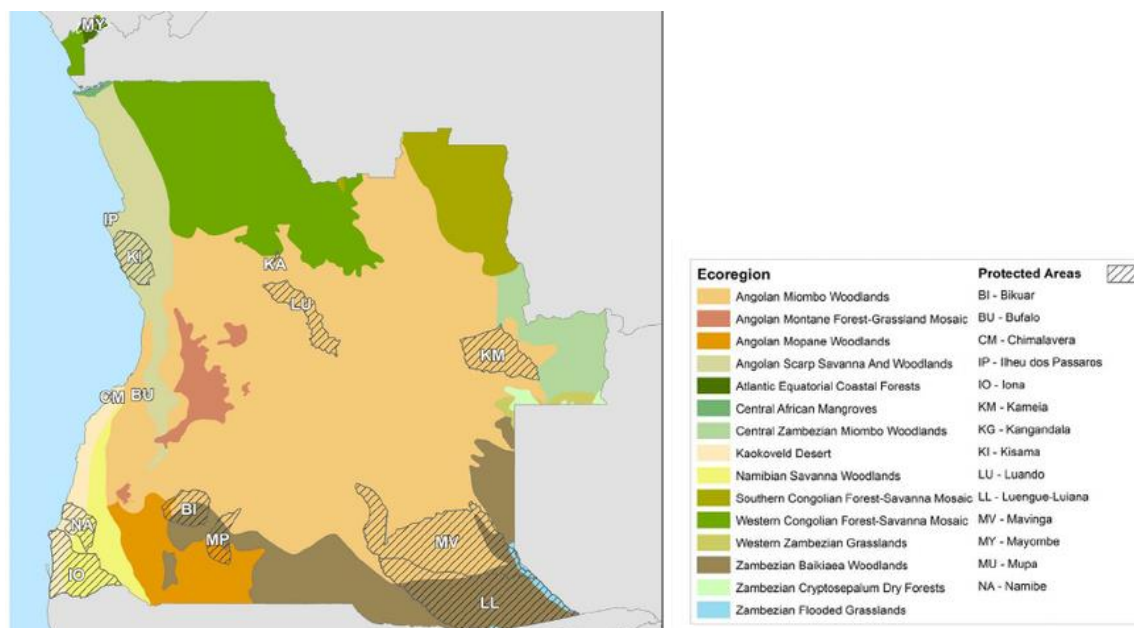 MY
IP
KI
KA
LU
KM
CM
BU
BI
NA
MP
MV
IO
LL
Ecoregion
Angolan Miombo Woodlands
Angolan Montane Forest-Grassland Mosaic
Angolan Mopane Woodlands
Angolan Scarp Savanna And Woodlands
Atlantic Equatorial Coastal Forests
Central African Mangroves
Central Zambezian Miombo Woodlands
Kaokoveld Desert
Namibian Savanna Woodlands
Southern Congolian Forest-Savanna Mosaic
Western Congolian Forest-Savanna Mosaic
Western Zambezian Grasslands
Zambezian Baikiaea Woodlands
Zambezian Cryptosepalum Dry Forests
Zambezian Flooded Grasslands
Protected Areas
BI - Bikuar
BU - Bufalo
CM - Chimalavera
IP - Ilheu dos Passaros
IO - Iona
KM - Kameia
KG - Kangandala
KI - Kisama
LU - Luando
LL - Luengue-Luiana
MV - Mavinga
MY - Mayombe
MU - Mupa
NA - Namibe